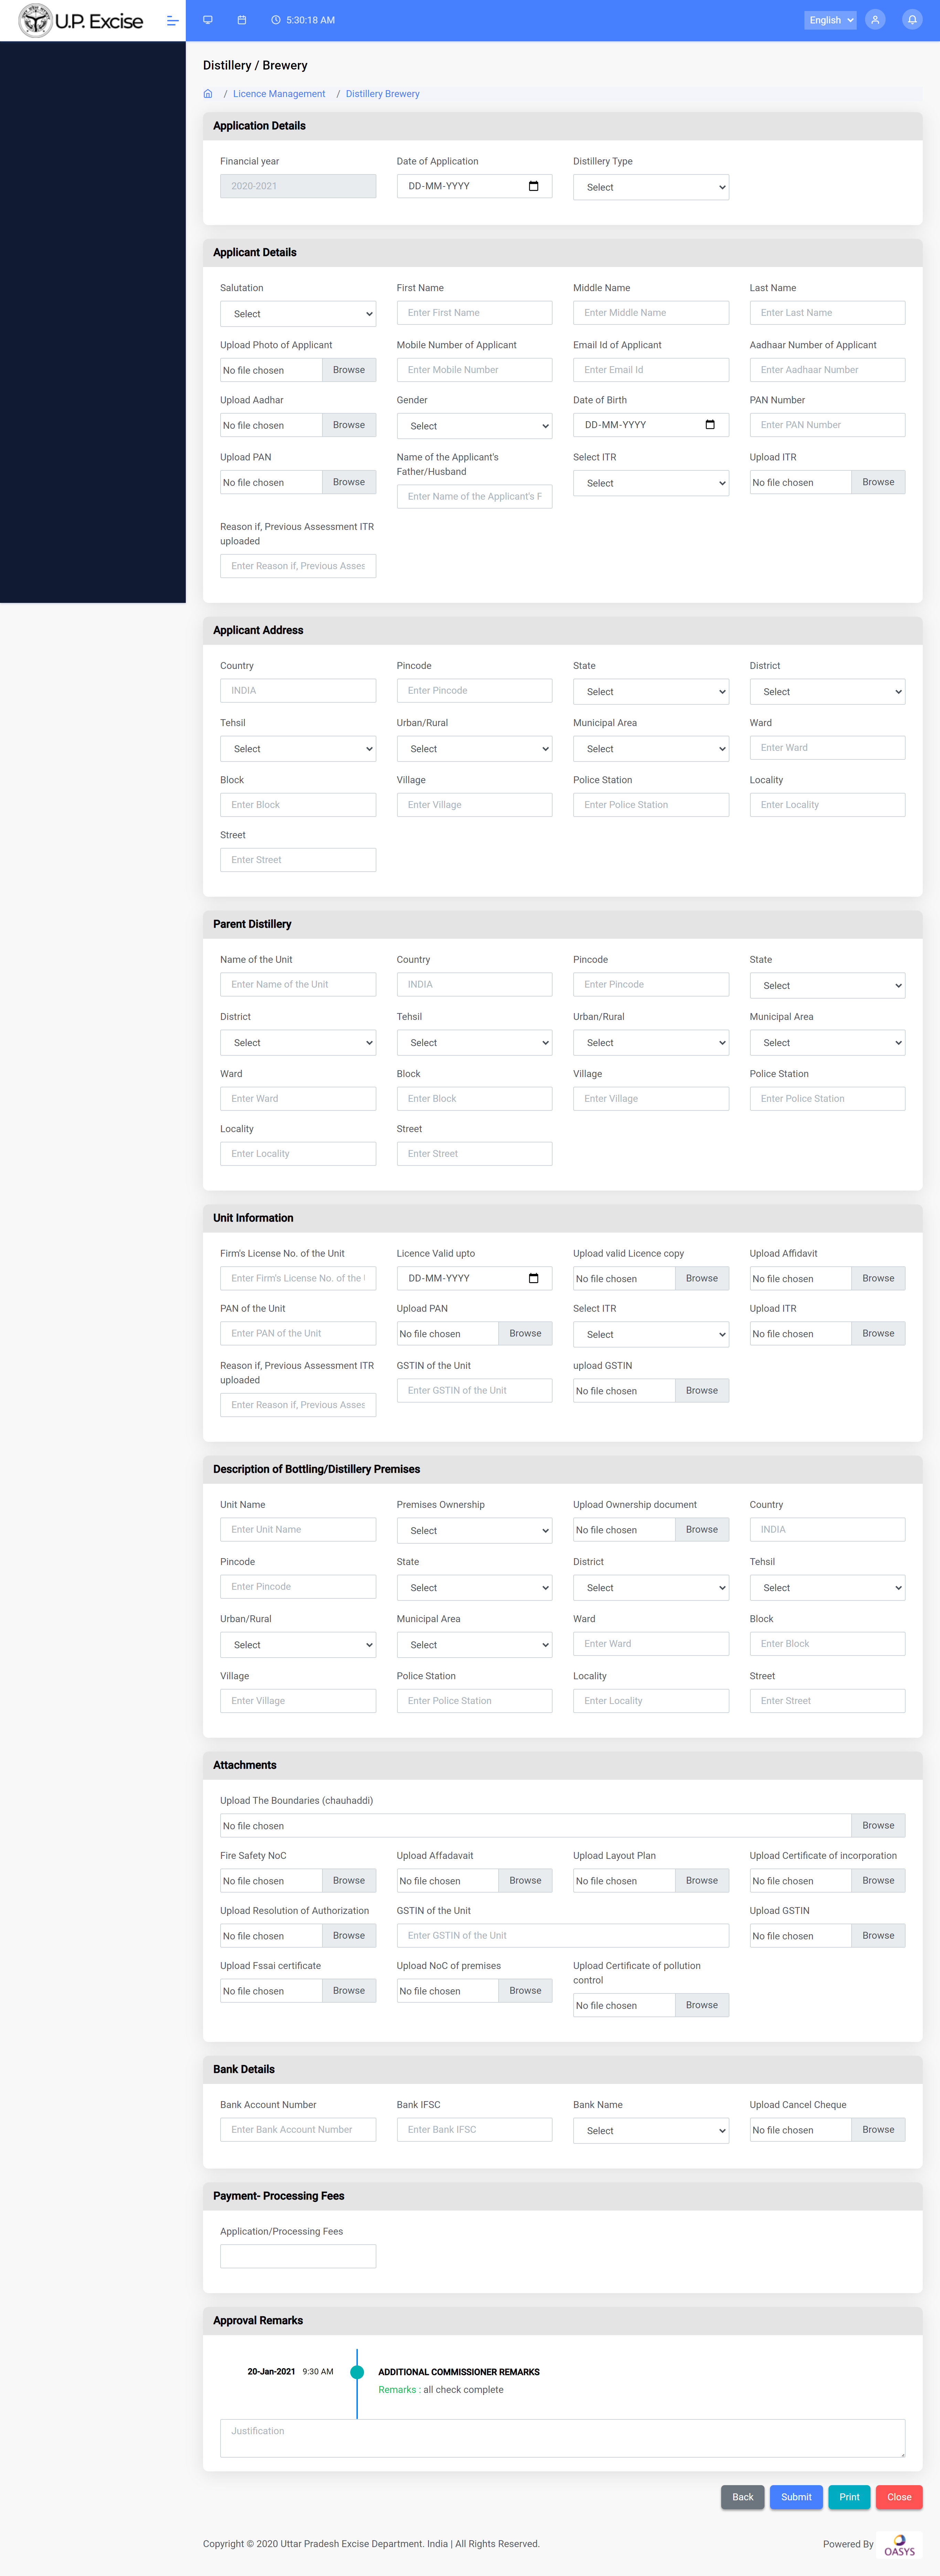 U.P. Excise
5:30:18 AM
English
Distillery / Brewery
/ Licence Management / Distillery Brewery
Application Details
Financial year Date of Application Distillery Type
2020-2021 DD-MM-YYYY Select
Applicant Details
Salutation First Name Middle Name Last Name
Select Enter First Name Enter Middle Name Enter Last Name
Upload Photo of Applicant Mobile Number of Applicant Email Id of Applicant Aadhaar Number of Applicant
No file chosen Browse Enter Mobile Number Enter Email Id Enter Aadhaar Number
Upload Aadhar Gender Date of Birth PAN Number
No file chosen Browse Select DD-MM-YYYY Enter PAN Number
Upload PAN Name of the Applicant's Father/Husband Select ITR Upload ITR
No file chosen Browse Enter Name of the Applicant's F Select No file chosen Browse
Reason if, Previous Assessment ITR
uploaded
Enter Reason if, Previous Asses
Applicant Address
Country Pincode State District
INDIA Enter Pincode Select Select
Tehsil Urban/Rural Municipal Area Ward
Select Select Select Enter Ward
Block Village Police Station Locality
Enter Block Enter Village Enter Police Station Enter Locality
Street
Enter Street
Parent Distillery
Name of the Unit Country Pincode State
Enter Name of the Unit INDIA Enter Pincode Select
District Tehsil Urban/Rural Municipal Area
Select Select Select Select
Ward Block Village Police Station
Enter Ward Enter Block Enter Village Enter Police Station
Locality Street
Enter Locality Enter Street
Unit Information
Firm's License No. of the Unit Licence Valid upto Upload valid Licence copy Upload Affidavit
Enter Firm's License No. of the DD-MM-YYYY No file chosen Browse No file chosen Browse
PAN of the Unit Upload PAN Select ITR Upload ITR
Enter PAN of the Unit No file chosen Browse Select No file chosen Browse
Reason if, Previous Assessment ITR uploaded GSTIN of the Unit upload GSTIN
Enter Reason if, Previous Asses Enter GSTIN of the Unit No file chosen Browse
Description of Bottling/Distillery Premises
Unit Name Premises Ownership Upload Ownership document Country
Enter Unit Name Select No file chosen Browse INDIA
Pincode State District Tehsil
Enter Pincode Select Select Select
Urban/Rural Municipal Area Ward Block
Select Select Enter Ward Enter Block
Village Police Station Locality Street
Enter Village Enter Police Station Enter Locality Enter Street
Attachments
Upload The Boundaries (chauhaddi)
No file chosen Browse
Fire Safety NoC Upload Affadavait Upload Layout Plan Upload Certificate of incorporation
No file chosen Browse No file chosen Browse No file chosen Browse No file chosen Browse
Upload Resolution of Authorization GSTIN of the Unit Upload GSTIN
No file chosen Browse Enter GSTIN of the Unit No file chosen Browse
Upload Fssai certificate Upload NoC of premises Upload Certificate of pollution control
No file chosen Browse No file chosen Browse No file chosen Browse
Bank Details
Bank Account Number Bank IFSC Bank Name Upload Cancel Cheque
Enter Bank Account Number Enter Bank IFSC Select No file chosen Browse
Payment- Processing Fees
Application/Processing Fees
Approval Remarks
20-Jan-2021 9:30 AM ADDITIONAL COMMISSIONER REMARKS
Remarks : all check complete
Justification
Back Submit Print Close
Copyright © 2020 Uttar Pradesh Excise Department. India | All Rights Reserved. Powered By OASYS